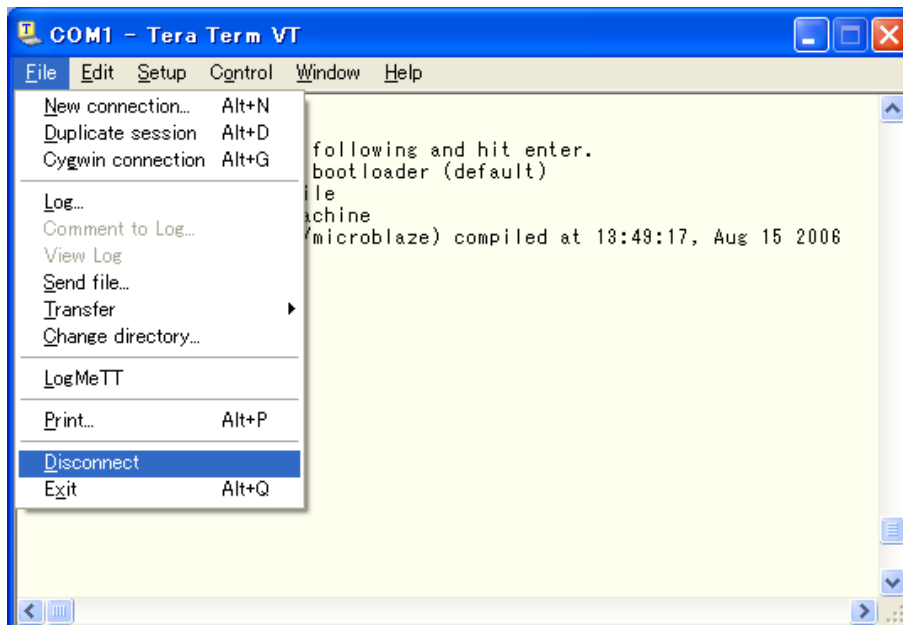 COM1 - Tera Term VT
File Edit Setup Control Window Help
New connection... Alt+N
Duplicate session Alt+D
Cygwin connection Alt+G
Log...
Comment to Log...
View Log
Send file...
Transfer
Change directory...
LogMeTT
Print... Alt+P
Disconnect
Exit Alt+Q
following and hit enter.
bootloader (default)
ile
achine
/microblaze) compiled at 13:49:17, Aug 15 2006